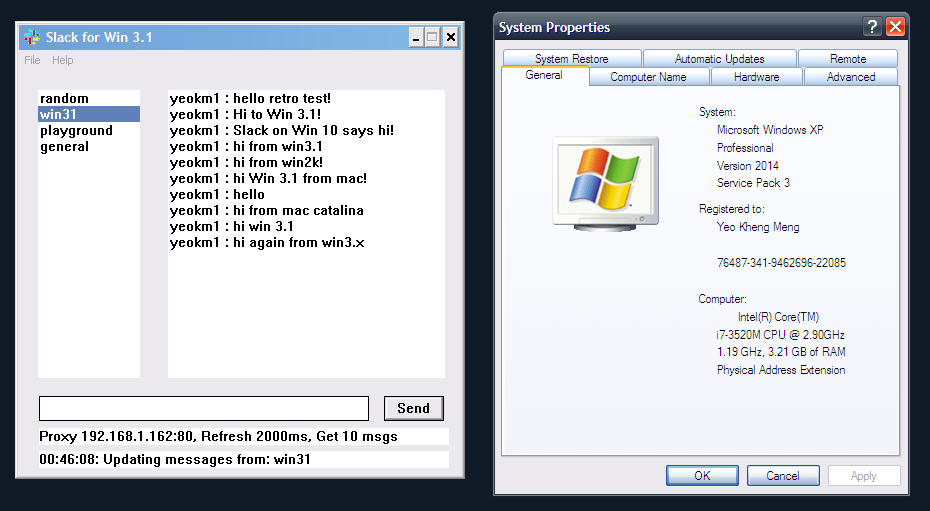 Slack for Win 3.1
File Help
random
win31
playground
general
yeokm1 : hello retro test!
yeokm1 : Hi to Win 3.1!
yeokm1 : Slack on Win 10 says hi!
yeokm1 : hi from win3.1
yeokm1 : hi from win2k!
yeokm1 : hi Win 3.1 from mac!
yeokm1 : hello
yeokm1 : hi from mac catalina
yeokm1 : hi win 3.1
yeokm1 : hi again from win3.x
Send
Proxy 192.168.1.162:80, Refresh 2000ms, Get 10 msgs
00:46:08: Updating messages from: win31
System Properties
System Restore Automatic Updates Remote
General Computer Name Hardware Advanced
System:
Microsoft Windows XP
Professional
Version 2014
Service Pack 3
Registered to:
Yeo Kheng Meng
76487-341-9462696-22085
Computer:
Intel(R) Core(TM)
i7-3520M CPU @ 2.90GHz
1.19 GHz, 3.21 GB of RAM
Physical Address Extension
OK Cancel Apply